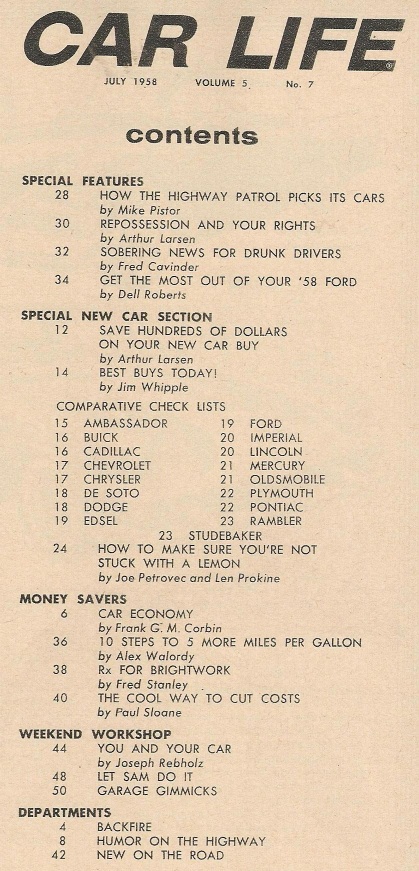 CAR LIFE
JULY 1958 VOLUME 5 No. 7
contents
SPECIAL FEATURES
28 HOW THE HIGHWAY PATROL PICKS ITS CARS
by Mike Pistor
30 REPOSSESSION AND YOUR RIGHTS
by Arthur Larsen
32 SOBERING NEWS FOR DRUNK DRIVERS
by Fred Cavinder
34 GET THE MOST OUT OF YOUR '58 FORD
by Dell Roberts
SPECIAL NEW CAR SECTION
12 SAVE HUNDREDS OF DOLLARS
ON YOUR NEW CAR BUY
by Arthur Larsen
14 BEST BUYS TODAY!
by Jim Whipple
COMPARATIVE CHECK LISTS
15 AMBASSADOR 19 FORD
16 BUICK 20 IMPERIAL
16 CADILLAC 20 LINCOLN
17 CHEVROLET 21 MERCURY
17 CHRYSLER 21 OLDSMOBILE
18 DE SOTO 22 PLYMOUTH
18 DODGE 22 PONTIAC
19 EDSEL 23 RAMBLER
23 STUDEBAKER
24 HOW TO MAKE SURE YOU'RE NOT
STUCK WITH A LEMON
by Joe Petrovec and Len Prokine
MONEY SAVERS
6 CAR ECONOMY
by Frank G. M. Corbin
36 10 STEPS TO 5 MORE MILES PER GALLON
by Alex Walordy
38 Rx FOR BRIGHTWORK
by Fred Stanley
40 THE COOL WAY TO CUT COSTS
by Paul Sloane
WEEKEND WORKSHOP
44 YOU AND YOUR CAR
by Joseph Rebholz
48 LET SAM DO IT
50 GARAGE GIMMICKS
DEPARTMENTS
4 BACKFIRE
8 HUMOR ON THE HIGHWAY
42 NEW ON THE ROAD